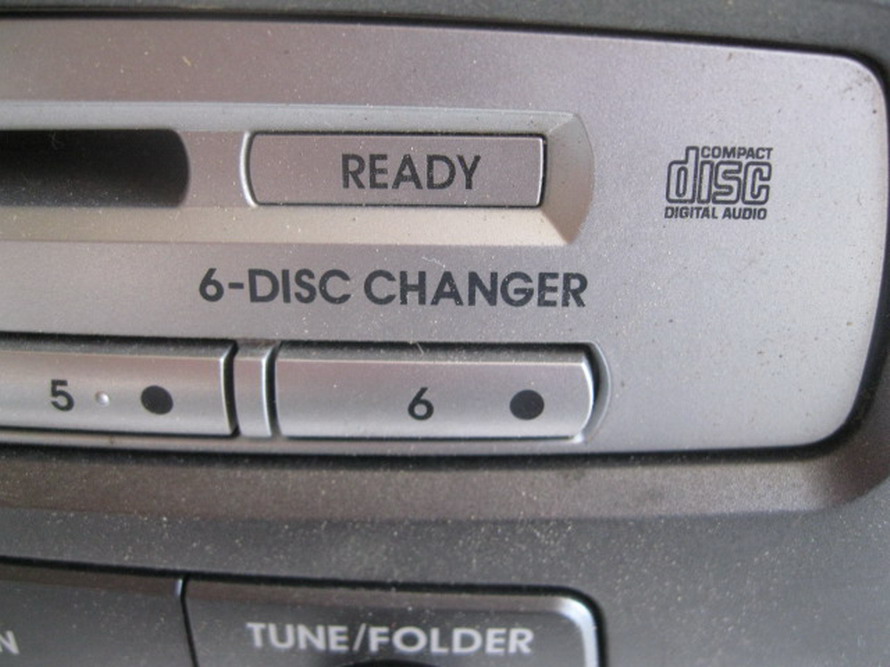 READY
COMPACT
disc
DIGITAL AUDIO
6-DISC CHANGER
5
6
TUNE/FOLDER